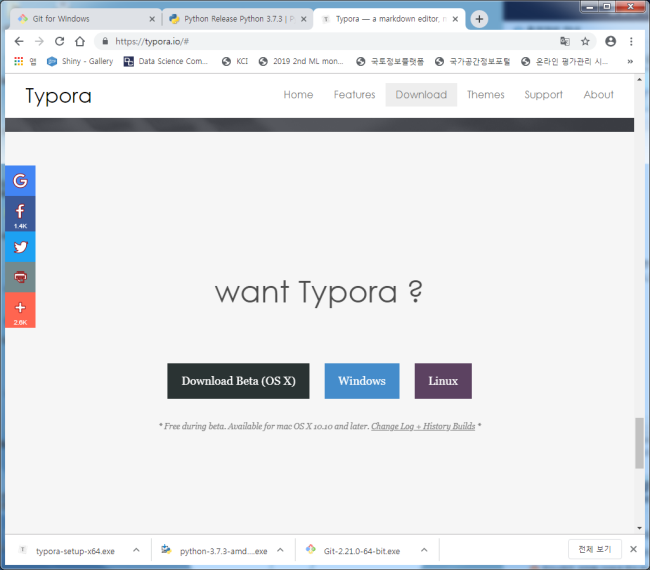 Git for Windows
Python Release Python 3.7.3 | P
Typora — a markdown editor, m
https://typora.io/#
앱
Shiny - Gallery
Data Science Com...
KCI
2019 2nd ML mon...
국토정보플랫폼
국가공간정보포털
온라인 평가관리 시...
»
Typora
Home
Features
Download
Themes
Support
About
G
f
1.4K
2.6K
want Typora ?
Download Beta (OS X)
Windows
Linux
* Free during beta. Available for mac OS X 10.10 and later. Change Log + History Builds *
typora-setup-x64.exe
python-3.7.3-amd....exe
Git-2.21.0-64-bit.exe
전체 보기